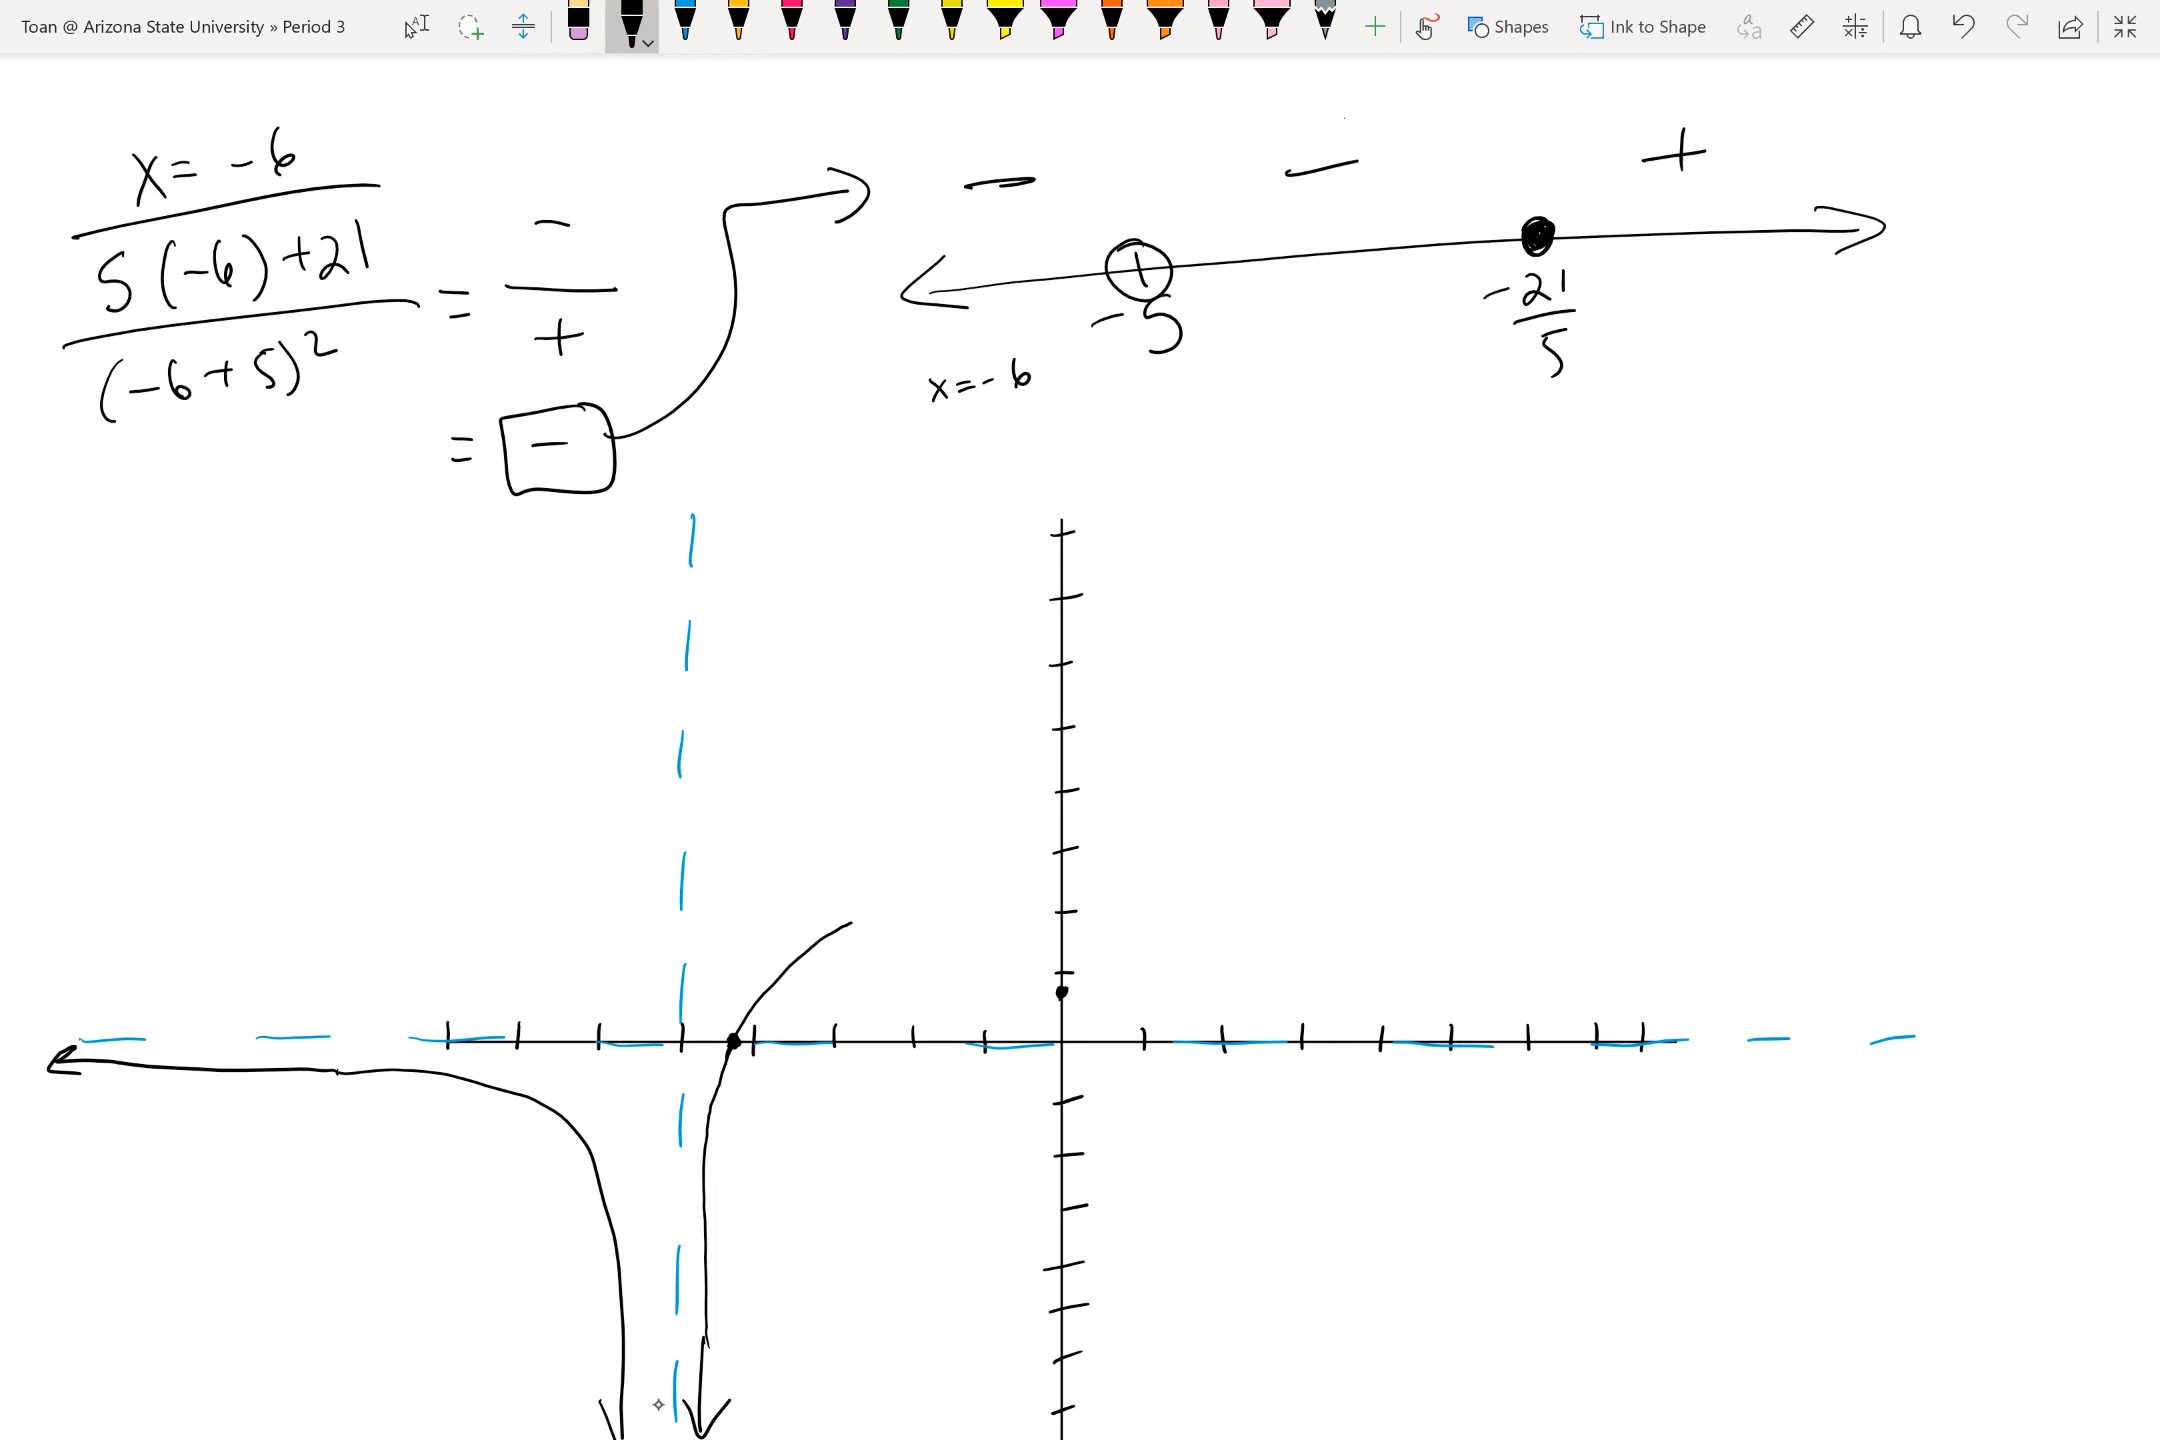 Toan @ Arizona State University » Period 3
Shapes
Ink to Shape
x = -6
5(-6)+21
(-6+5)²
= -
+
= -
- - +
-5
-21
5
x = -6